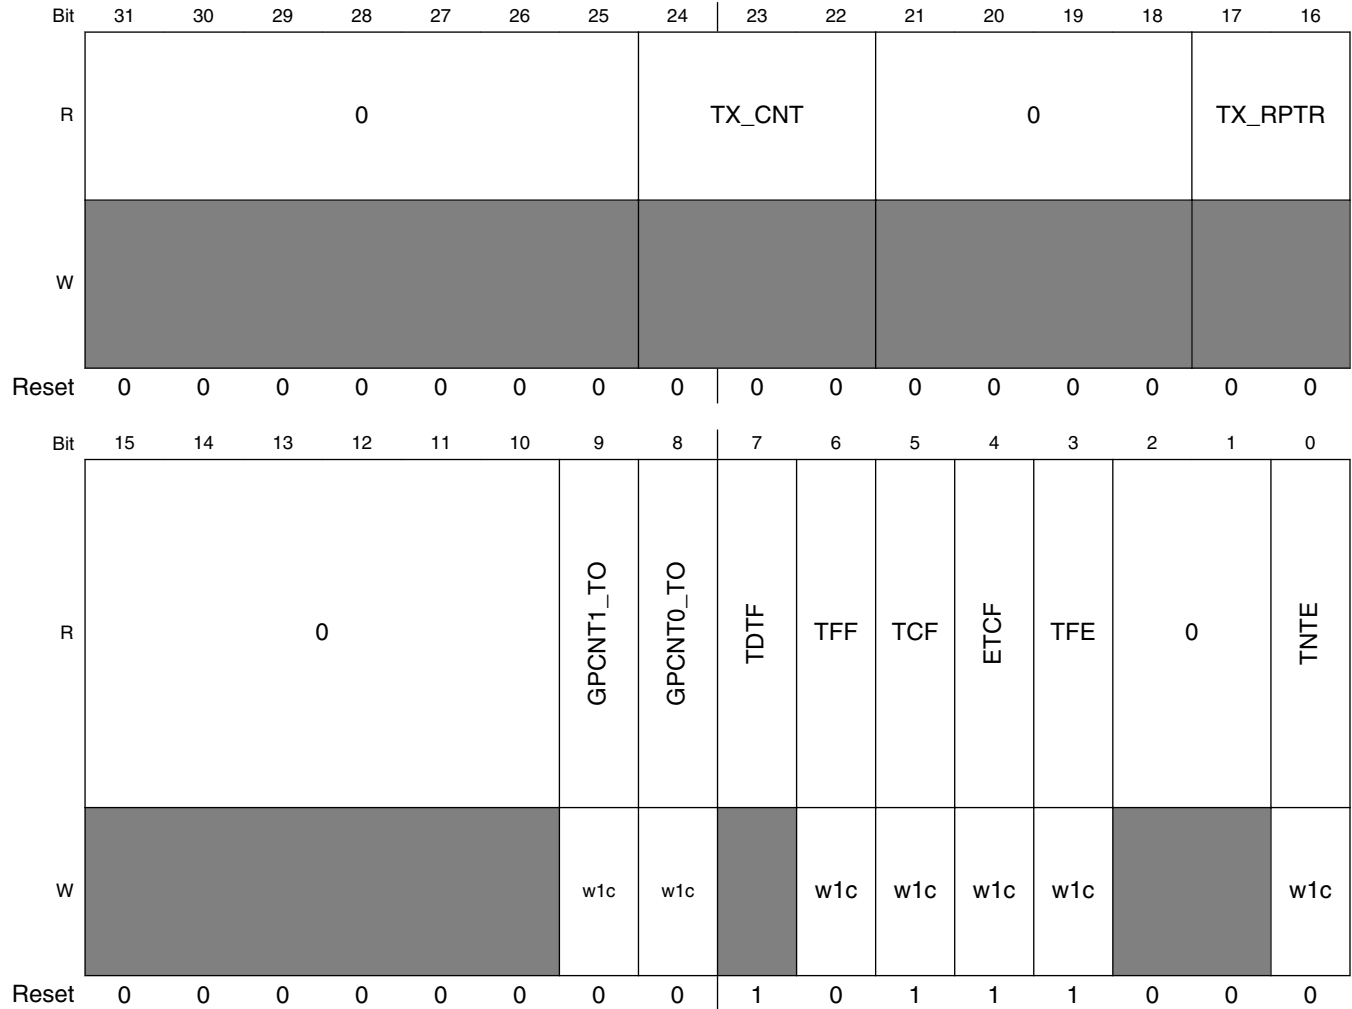 Bit 31 30 29 28 27 26 25 24 23 22 21 20 19 18 17 16
R 0 TX_CNT 0 TX_RPTR
W
Reset 0 0 0 0 0 0 0 0 0 0 0 0 0 0 0 0
Bit 15 14 13 12 11 10 9 8 7 6 5 4 3 2 1 0
R 0 GPCNT1_TO GPCNT0_TO TDTF TFF TCF ETCF TFE 0 TNTE
W w1c w1c w1c w1c w1c w1c w1c
Reset 0 0 0 0 0 0 0 0 1 0 1 1 1 0 0 0